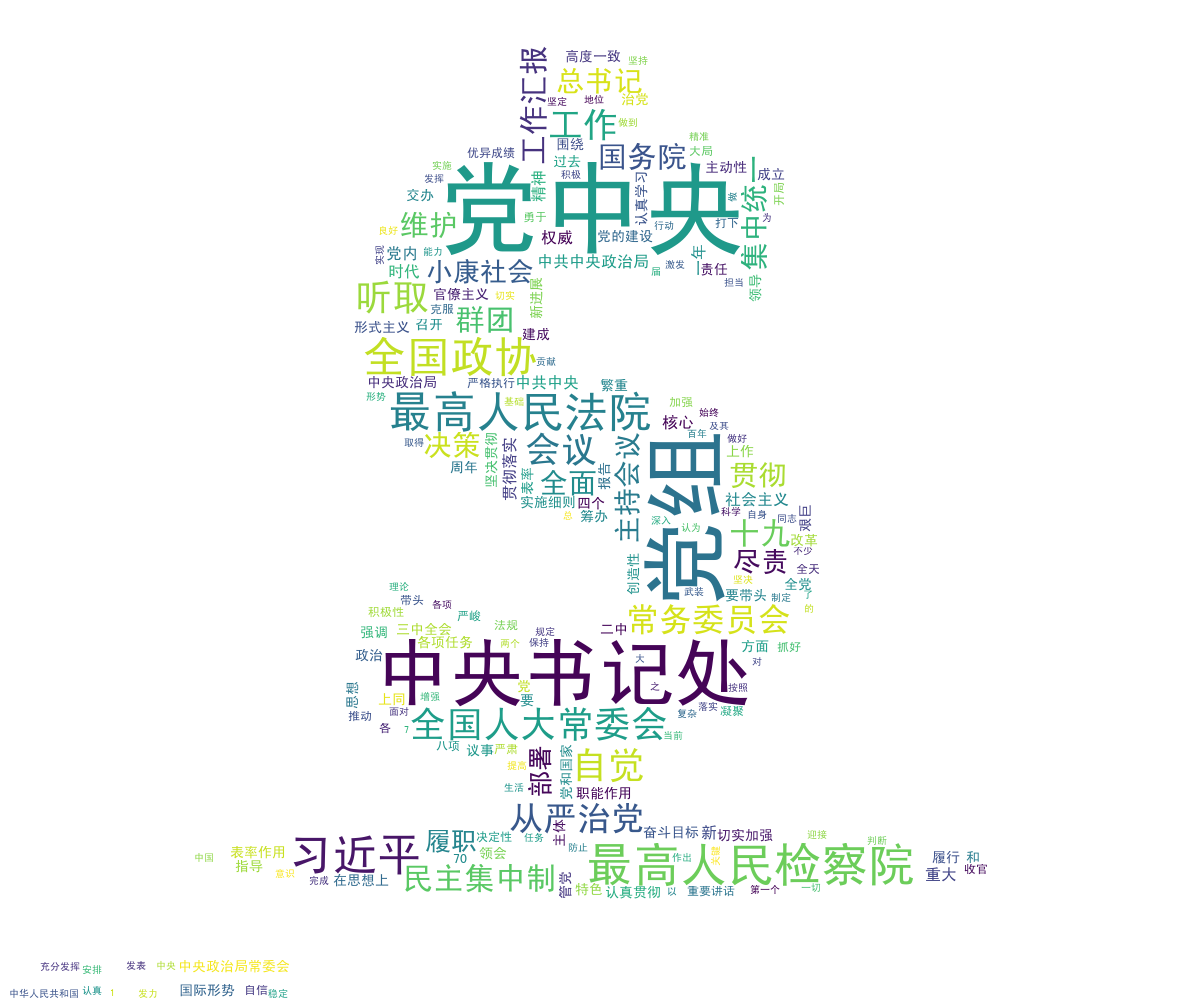 工作汇报
高度一致
坚持
总书记
坚定
地位
治党
工作
做到
围绕
精准
大局
优异成绩
过去
国务院
实施
发挥
积极
主动性
成立
党中央
精神
认真学习
统一
集中
开局
做
为
交办
勇于
行动
打下
维护
良好
权威
党的建设
实现
党内
能力
中共中央政治局
一年
时代
小康社会
届
激发
责任
担当
领导
听取
官僚主义
切实
新进展
克服
群团
形式主义
召开
建成
全国政协
贡献
中央政治局
严格执行
中共中央
繁重
形势
最高人民法院
基础
加强
核心
始终
及其
百年
做好
取得
决策
坚决贯彻
贯彻落实
会议
主持会议
党组
上作
周年
表率
全面
报告
贯彻
实施细则
四个
社会主义
总
筹办
科学
自身
同志
艰巨
深入
认为
十九
改革
尽责
不少
创造性
全天
坚决
全党
武装
要带头
制定
了
的
理论
带头
各项
积极性
严峻
常务委员会
强调
三中全会
法规
规定
二中
各项任务
两个
保持
方面
抓好
政治
中央书记处
大
对
思想
党
之
按照
上同
增强
要
推动
面对
复杂
落实
凝聚
各
7
全国人大常委会
当前
八项
议事
严肃
部署
党和国家
自觉
提高
生活
职能作用
从严治党
主体
奋斗目标
新
切实加强
迎接
判断
习近平
履职
决定性
任务
防止
中国
表率作用
70
领会
最高人民检察院
作出
关键
履行
和
指导
意识
完成
在思想上
民主集中制
管党
特色
认真贯彻
以
重要讲话
第一个
一切
重大
收官
充分发挥
安排
发表
中央
中央政治局常委会
中华人民共和国
认真
1
发力
国际形势
自信
稳定